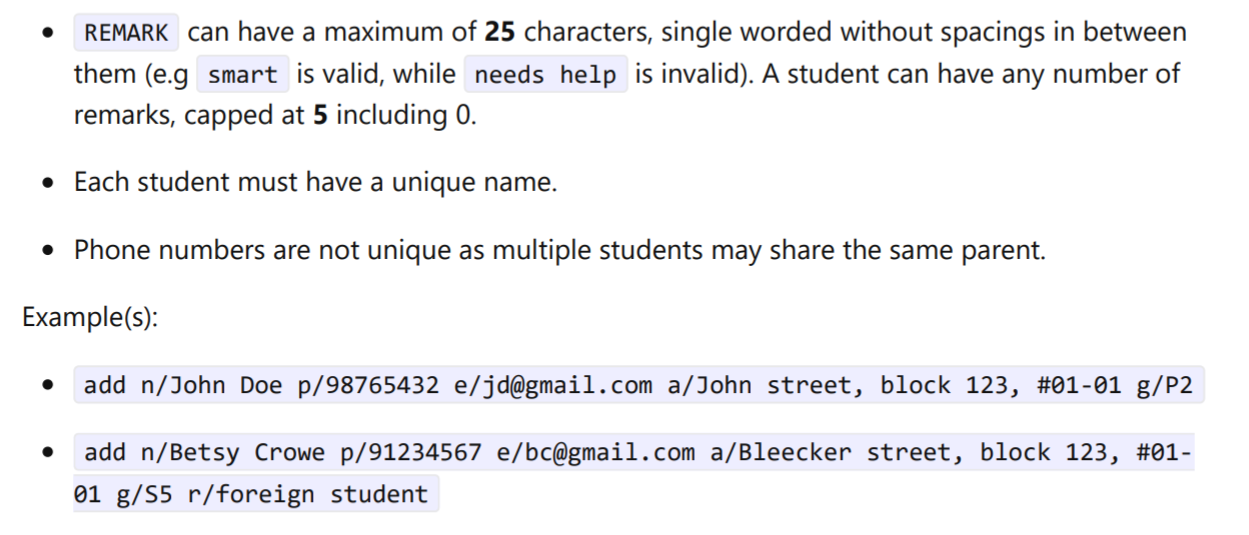 • REMARK can have a maximum of 25 characters, single worded without spacings in between
them (e.g smart is valid, while needs help is invalid). A student can have any number of
remarks, capped at 5 including 0.
• Each student must have a unique name.
• Phone numbers are not unique as multiple students may share the same parent.
Example(s):
• add n/John Doe p/98765432 e/jd@gmail.com a/John street, block 123, #01-01 g/P2
• add n/Betsy Crowe p/91234567 e/bc@gmail.com a/Bleecker street, block 123, #01-
01 g/S5 r/foreign student